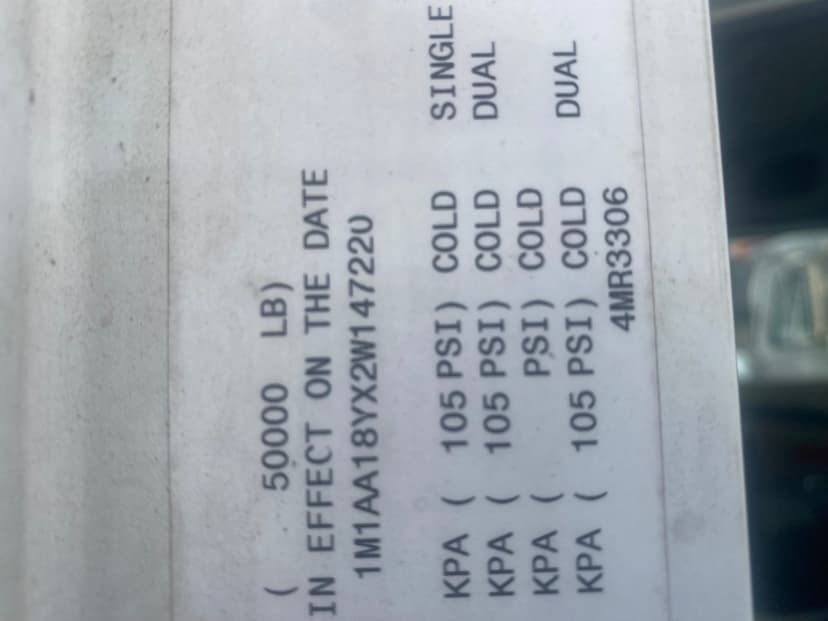 ( 50000 LB)
IN EFFECT ON THE DATE
1M1AA18YX2W147220
KPA ( 105 PSI) COLD SINGLE
KPA ( 105 PSI) COLD DUAL
KPA ( PSI) COLD
KPA ( 105 PSI) COLD DUAL
4MR3306